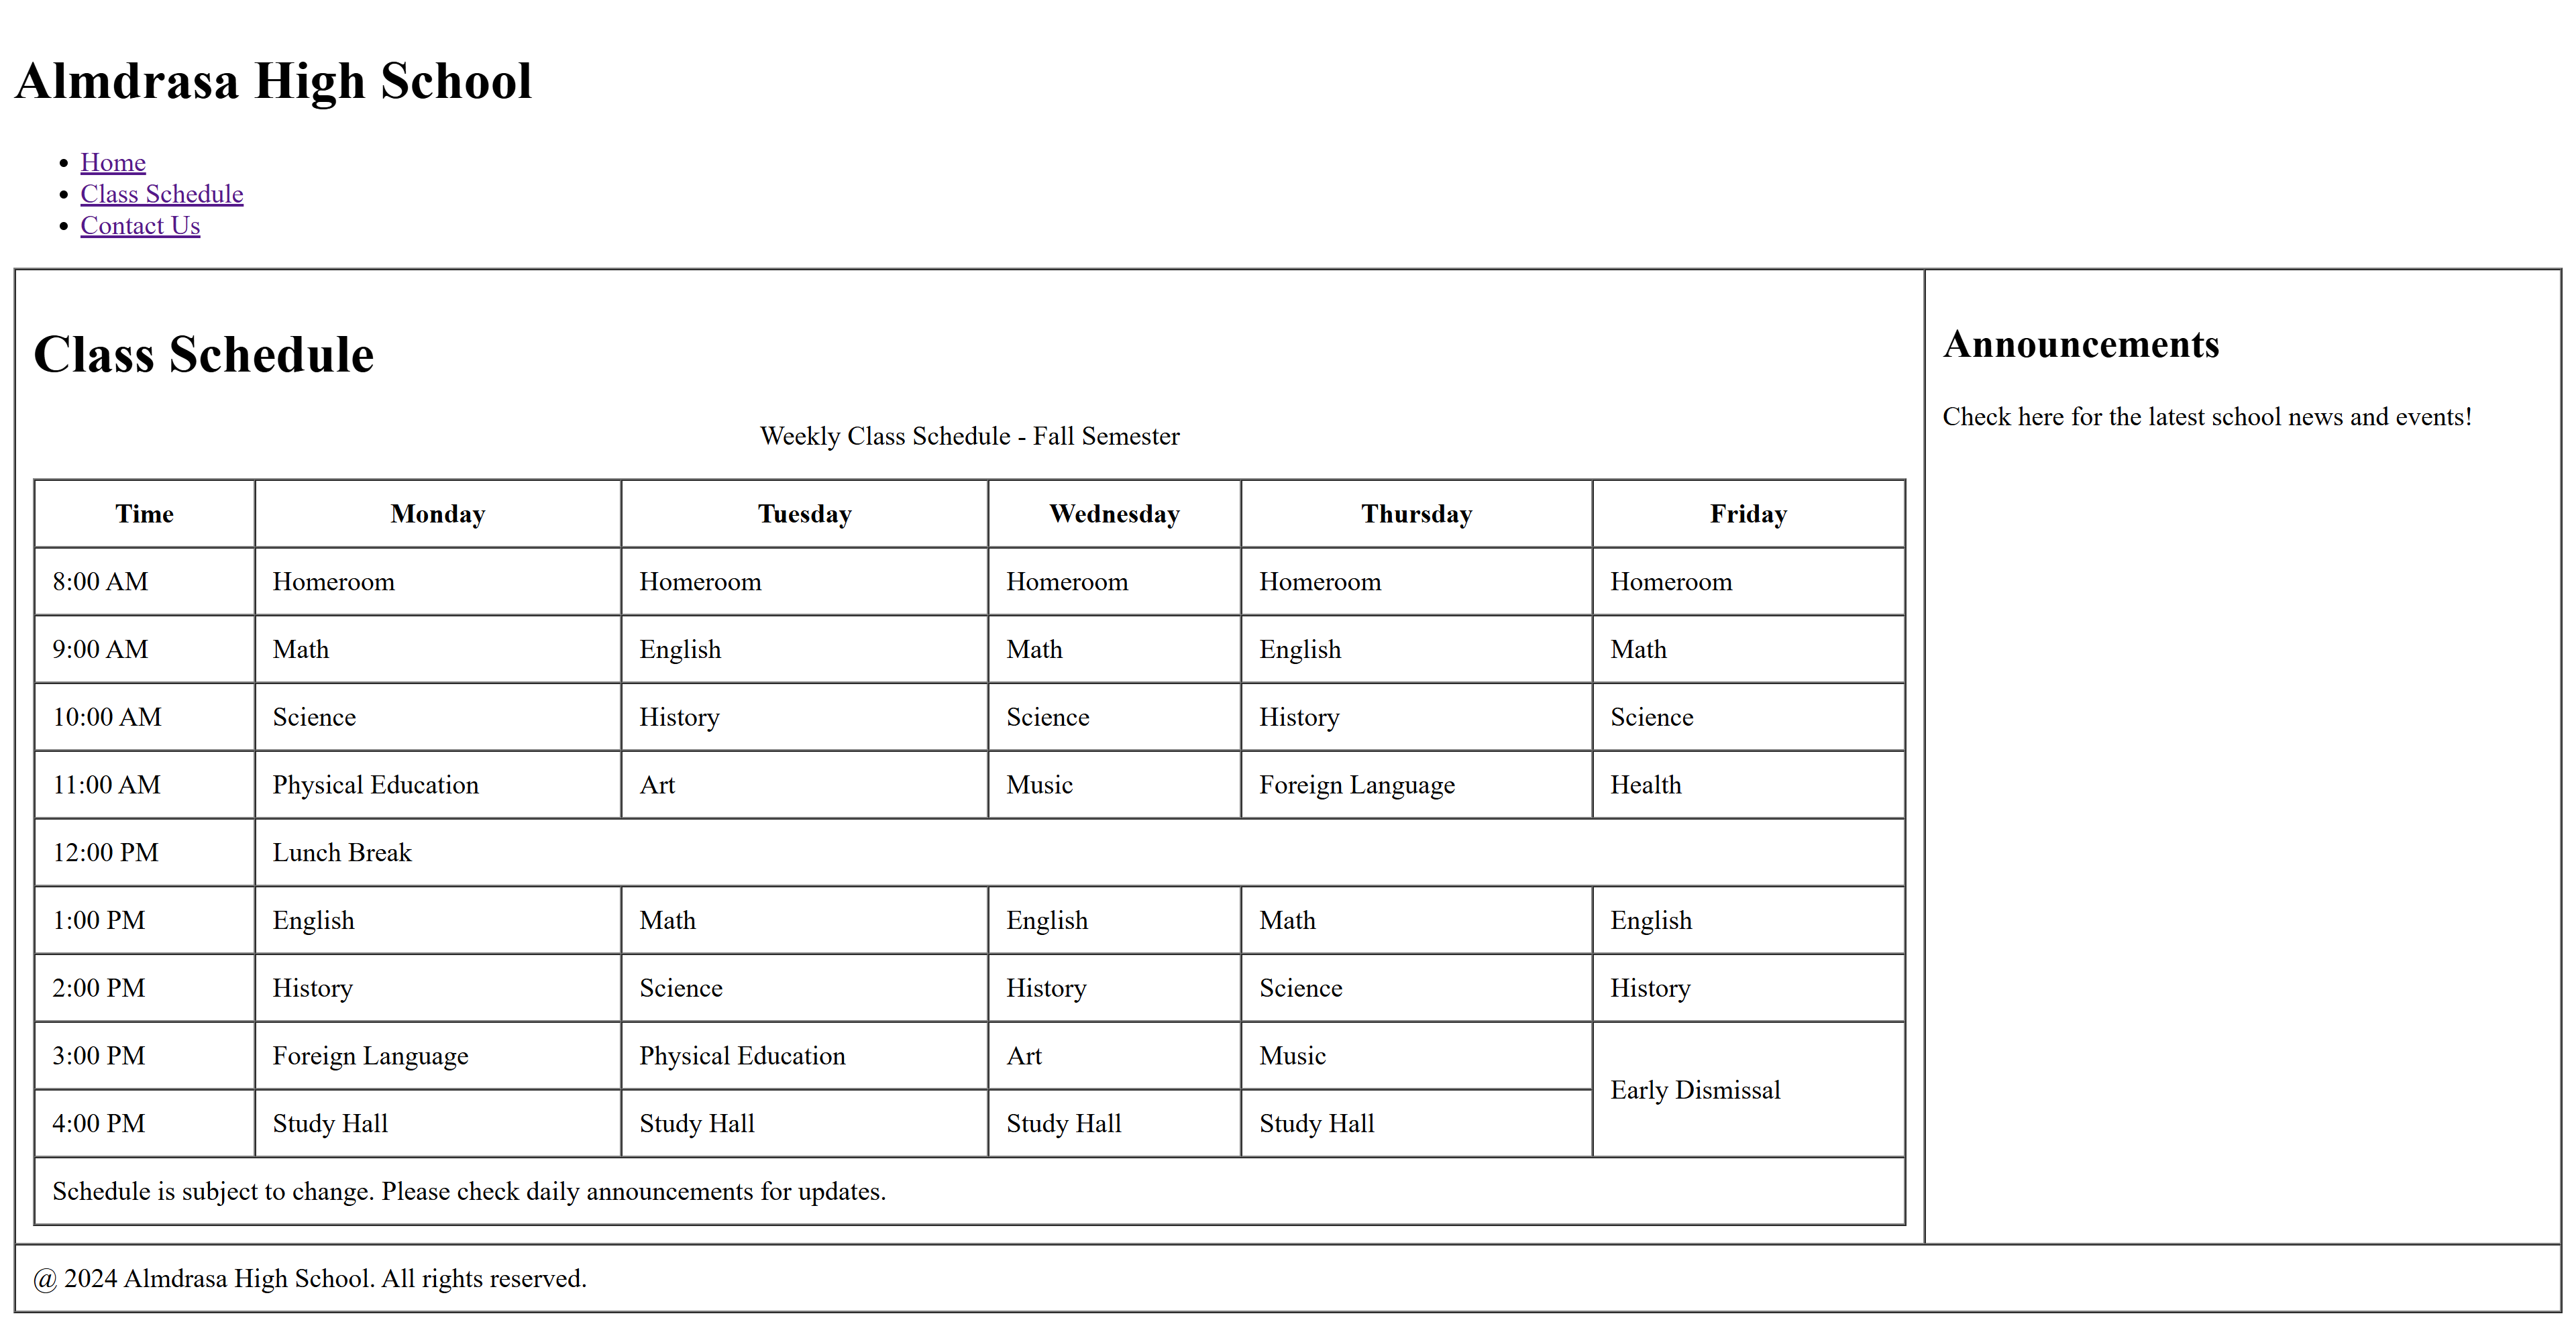 Almdrasa High School
Home
Class Schedule
Contact Us
Class Schedule
Weekly Class Schedule - Fall Semester
Time Monday Tuesday Wednesday Thursday Friday
8:00 AM Homeroom Homeroom Homeroom Homeroom Homeroom
9:00 AM Math English Math English Math
10:00 AM Science History Science History Science
11:00 AM Physical Education Art Music Foreign Language Health
12:00 PM Lunch Break
1:00 PM English Math English Math English
2:00 PM History Science History Science History
3:00 PM Foreign Language Physical Education Art Music Early Dismissal
4:00 PM Study Hall Study Hall Study Hall Study Hall
Schedule is subject to change. Please check daily announcements for updates.
Announcements
Check here for the latest school news and events!
@ 2024 Almdrasa High School. All rights reserved.